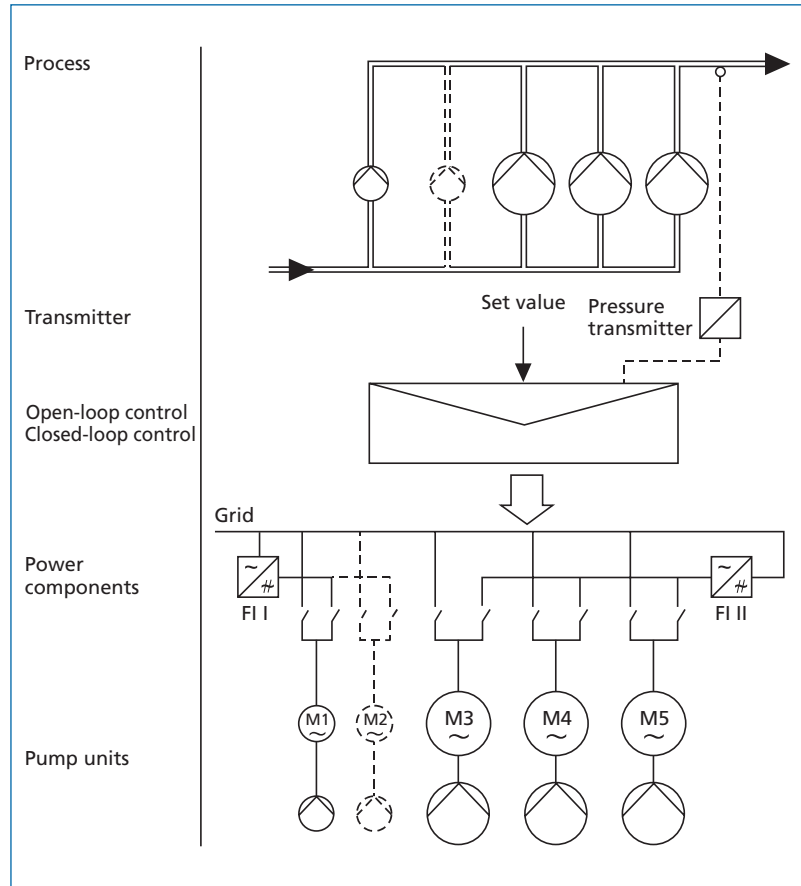 Process
Set value
Pressure
transmitter
Transmitter
Open-loop control
Closed-loop control
Grid
Power
components
FI I
FI II
M1
~
M2
~
M3
~
M4
~
M5
~
Pump units